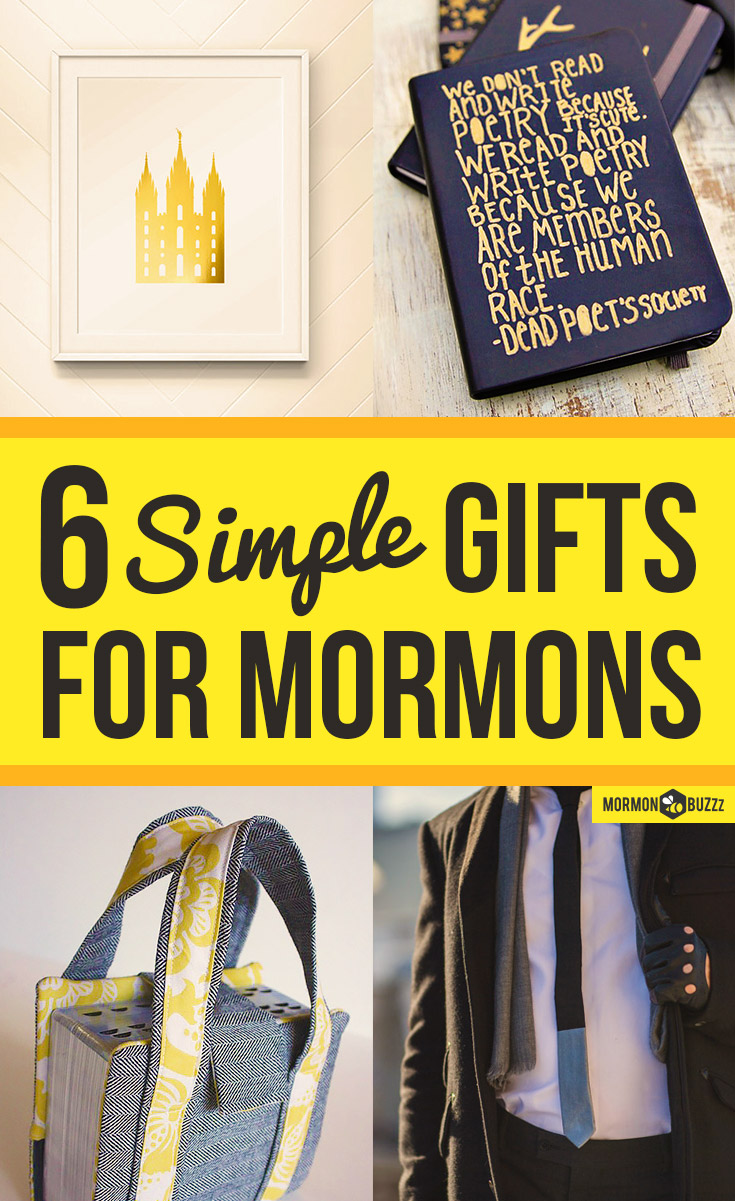 WE DON'T READ
AND WRITE
POETRY BECAUSE
IT'S CUTE.
WE READ AND
WRITE POETRY
BECAUSE WE
ARE MEMBERS
OF THE HUMAN
RACE.
-DEAD POET'S SOCIETY
6 Simple GIFTS
FOR MORMONS
MORMON BUZZZ